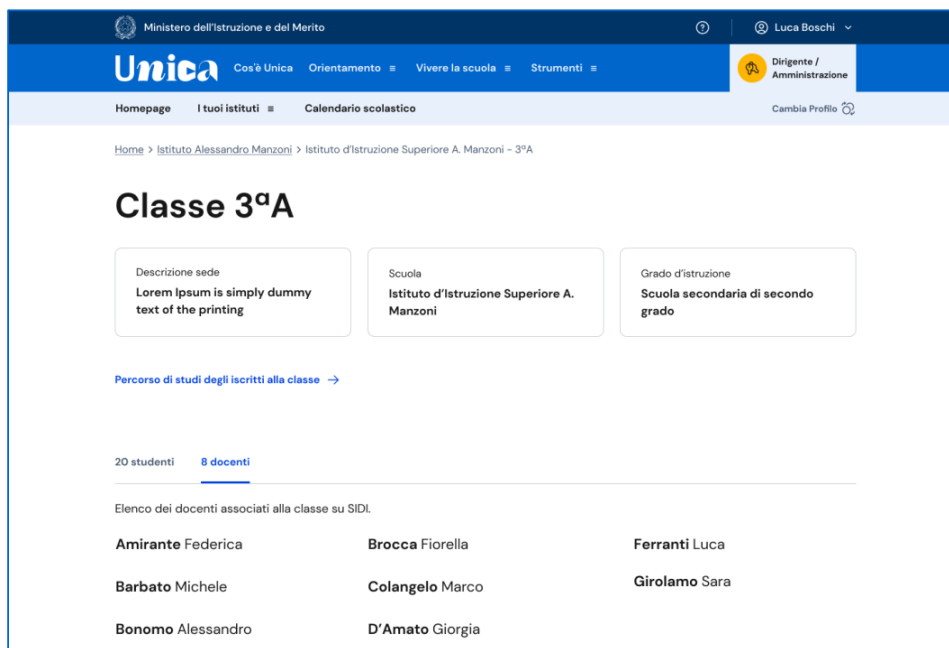 Ministero dell'Istruzione e del Merito
Luca Boschi
Unica
Cos'è Unica Orientamento Vivere la scuola Strumenti
Dirigente /
Amministrazione
Homepage I tuoi istituti Calendario scolastico
Cambia Profilo
Home > Istituto Alessandro Manzoni > Istituto d'Istruzione Superiore A. Manzoni - 3ªA
Classe 3ªA
Descrizione sede
Lorem Ipsum is simply dummy
text of the printing
Scuola
Istituto d'Istruzione Superiore A.
Manzoni
Grado d'istruzione
Scuola secondaria di secondo
grado
Percorso di studi degli iscritti alla classe →
20 studenti 8 docenti
Elenco dei docenti associati alla classe su SIDI.
Amirante Federica Brocca Fiorella Ferranti Luca
Barbato Michele Colangelo Marco Girolamo Sara
Bonomo Alessandro D'Amato Giorgia